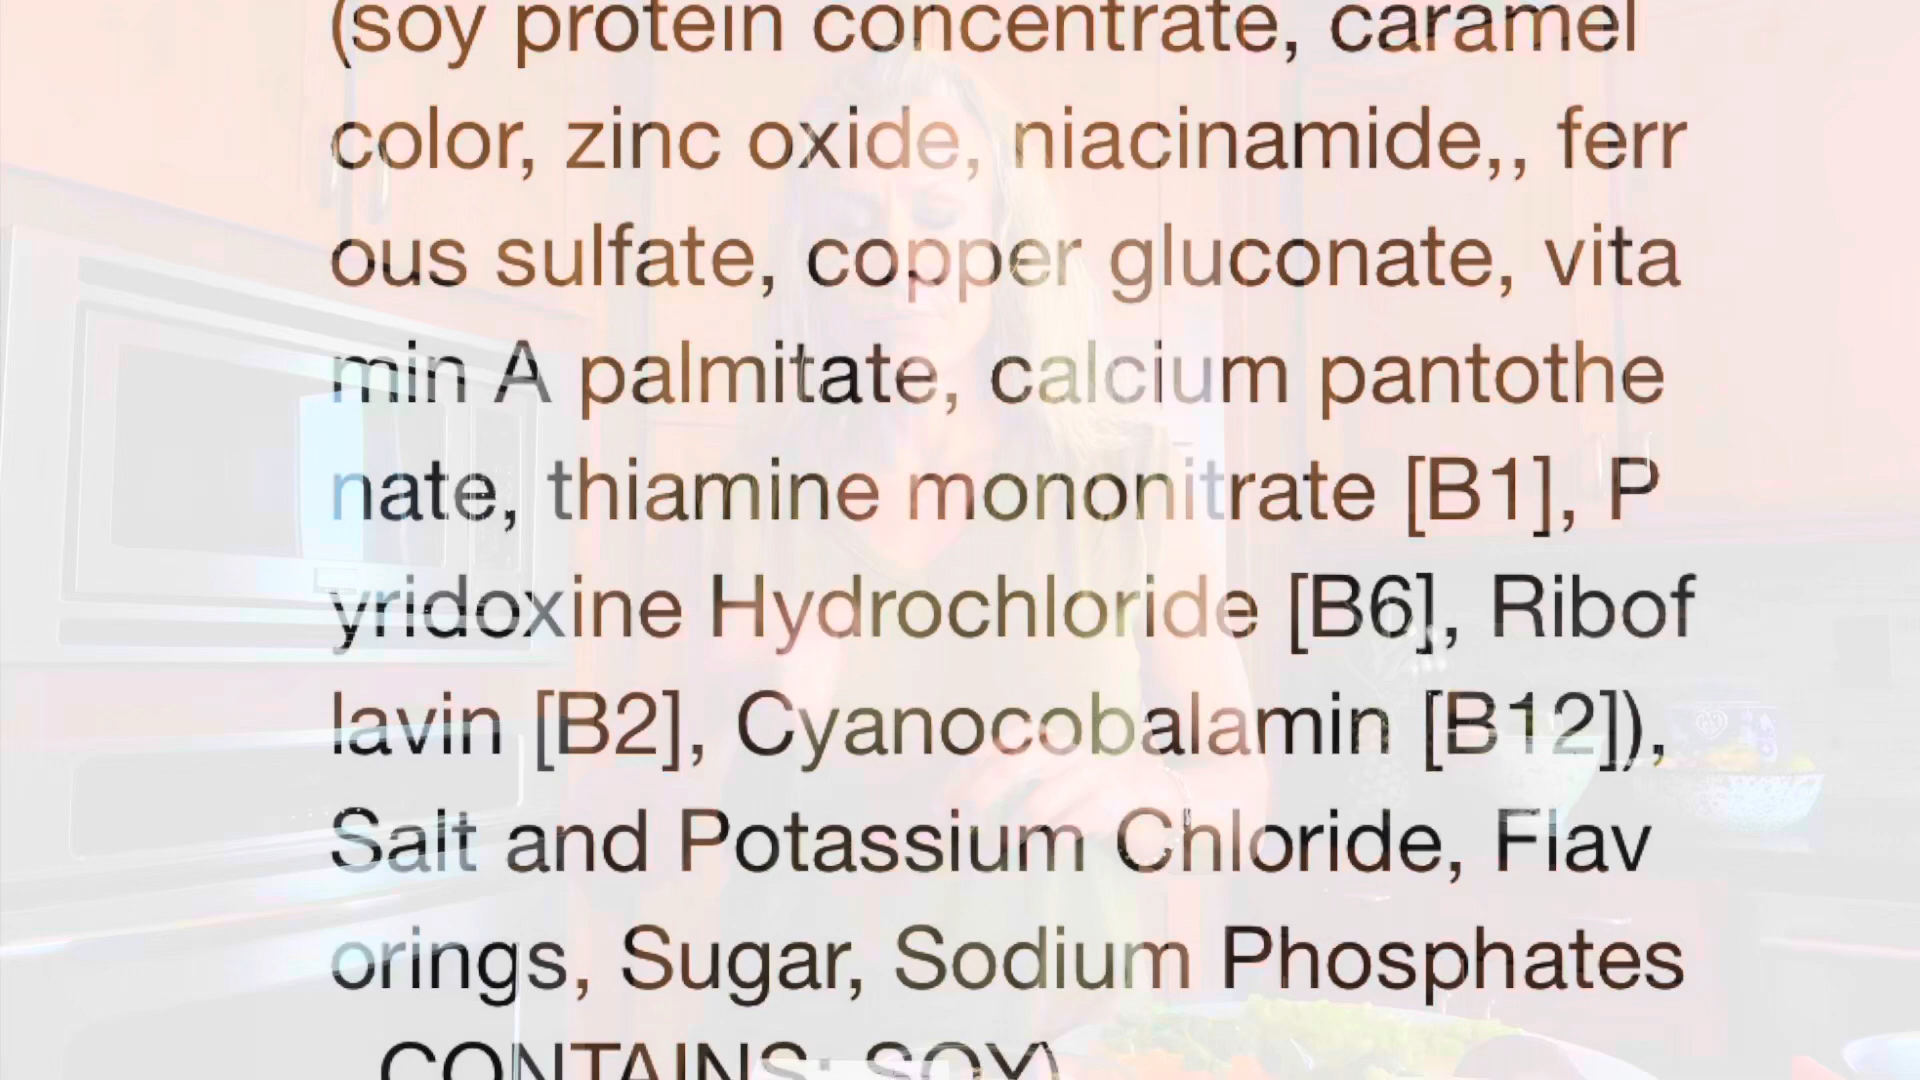 (soy protein concentrate, caramel
color, zinc oxide, niacinamide,, ferr
ous sulfate, copper gluconate, vita
min A palmitate, calcium pantothe
nate, thiamine mononitrate [B1], P
yridoxine Hydrochloride [B6], Ribof
lavin [B2], Cyanocobalamin [B12]),
Salt and Potassium Chloride, Flav
orings, Sugar, Sodium Phosphates
CONTAINS: SOY)